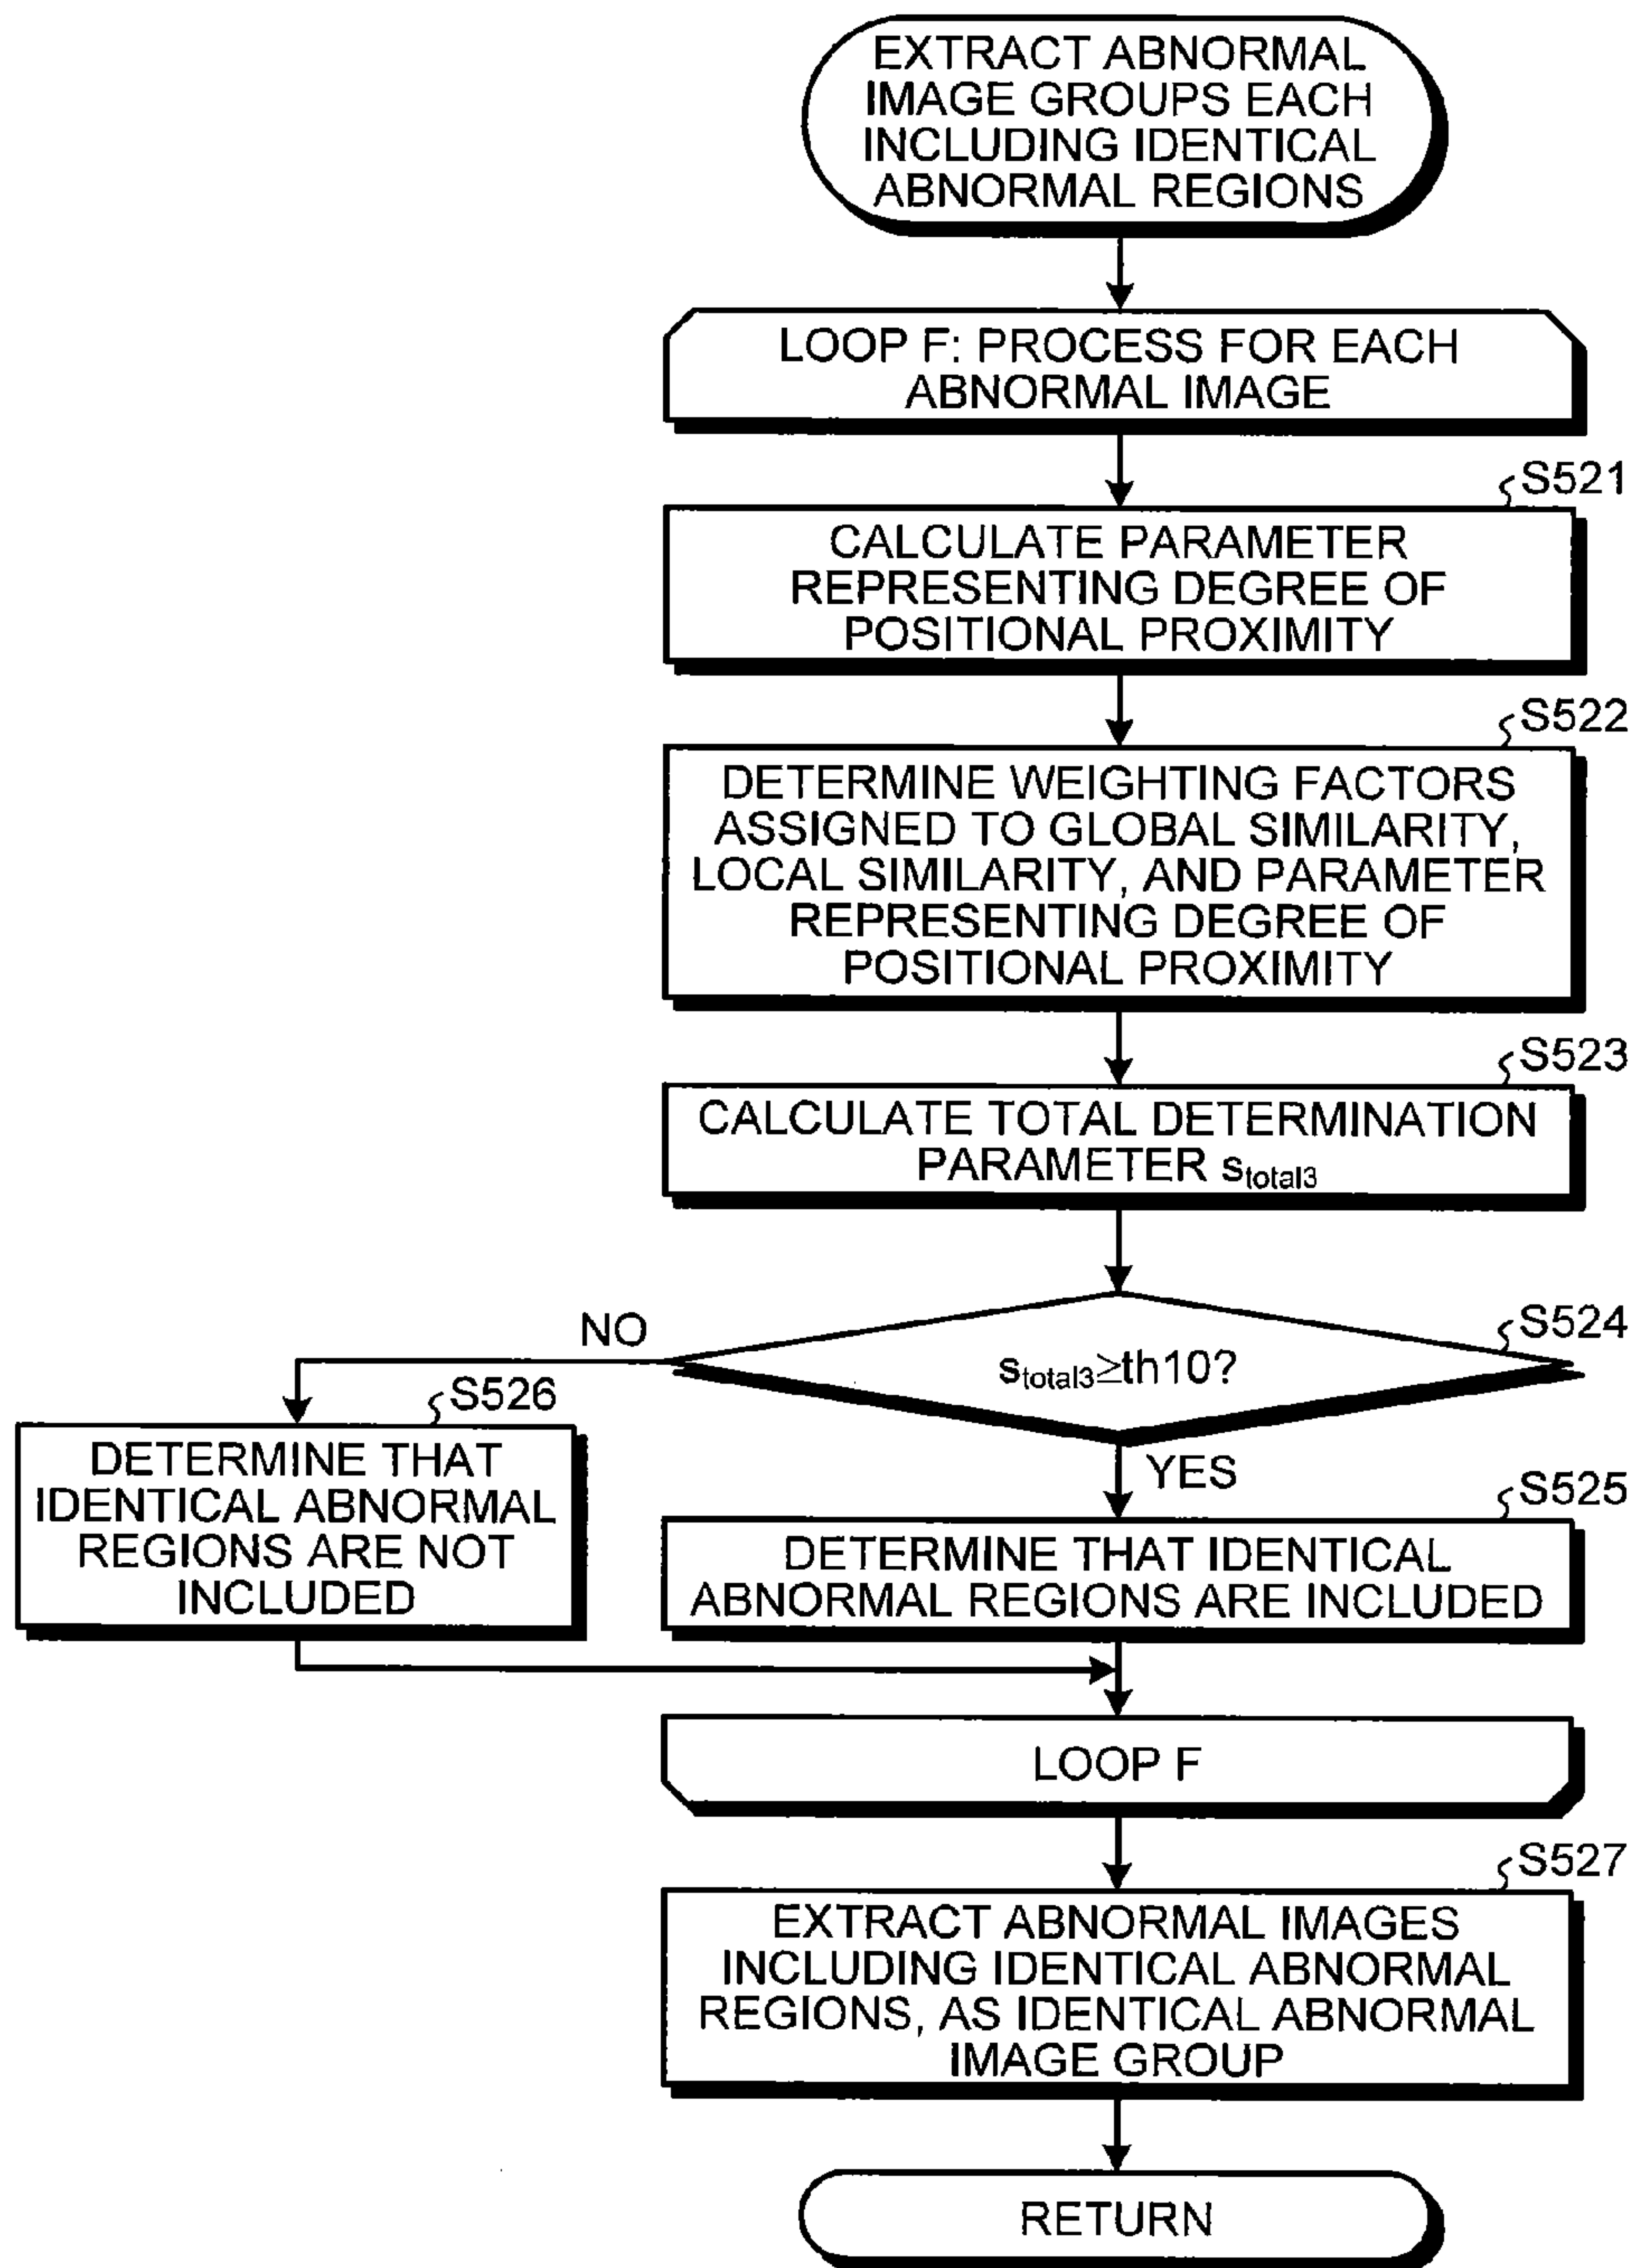 EXTRACT ABNORMAL
IMAGE GROUPS EACH
INCLUDING IDENTICAL
ABNORMAL REGIONS
LOOP F: PROCESS FOR EACH
ABNORMAL IMAGE
S521
CALCULATE PARAMETER
REPRESENTING DEGREE OF
POSITIONAL PROXIMITY
S522
DETERMINE WEIGHTING FACTORS
ASSIGNED TO GLOBAL SIMILARITY,
LOCAL SIMILARITY, AND PARAMETER
REPRESENTING DEGREE OF
POSITIONAL PROXIMITY
S523
CALCULATE TOTAL DETERMINATION
PARAMETER stotal3
S524
stotal3≥th10?
NO
S526
DETERMINE THAT
IDENTICAL ABNORMAL
REGIONS ARE NOT
INCLUDED
YES
S525
DETERMINE THAT IDENTICAL
ABNORMAL REGIONS ARE INCLUDED
LOOP F
S527
EXTRACT ABNORMAL IMAGES
INCLUDING IDENTICAL ABNORMAL
REGIONS, AS IDENTICAL ABNORMAL
IMAGE GROUP
RETURN